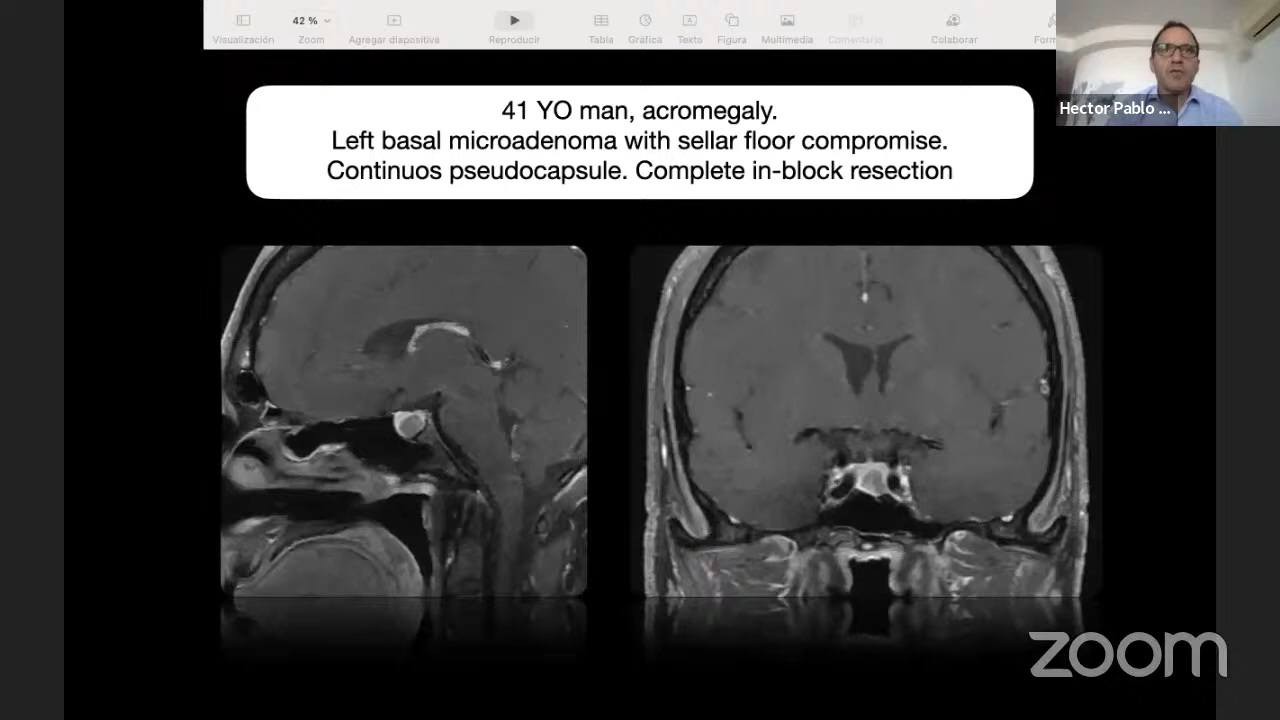 42 %
Visualización
Zoom
Agregar diapositiva
Reproducir
Tabla
Gráfica
Texto
Figura
Multimedia
Comentario
Colaborar
Form
Hector Pablo ...
41 YO man, acromegaly.
Left basal microadenoma with sellar floor compromise.
Continuos pseudocapsule. Complete in-block resection
zoom